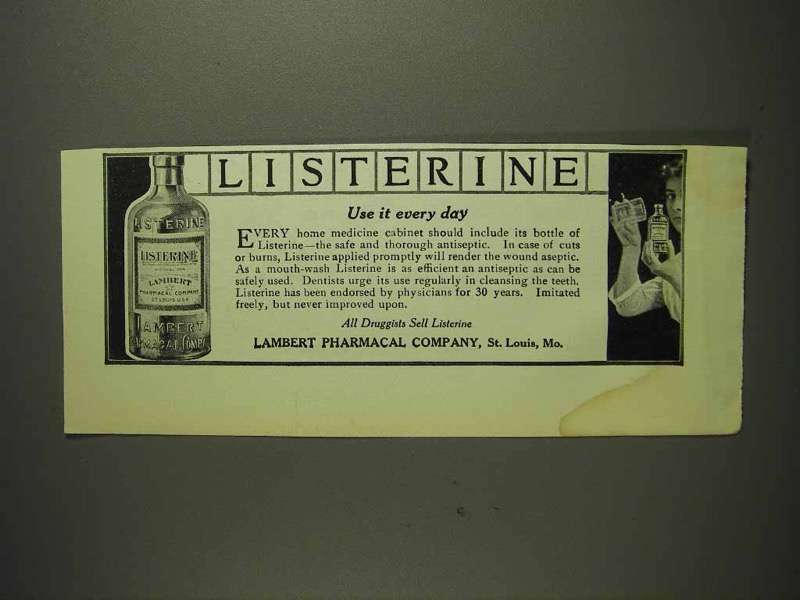 LISTERINE
Use it every day
EVERY home medicine cabinet should include its bottle of
Listerine—the safe and thorough antiseptic. In case of cuts
or burns, Listerine applied promptly will render the wound aseptic.
As a mouth-wash Listerine is as efficient an antiseptic as can be
safely used. Dentists urge its use regularly in cleansing the teeth.
Listerine has been endorsed by physicians for 30 years. Imitated
freely, but never improved upon.
All Druggists Sell Listerine
LAMBERT PHARMACAL COMPANY, St. Louis, Mo.
LISTERINE
LISTERINE
LAMBERT
PHARMACAL COMPANY
ST. LOUIS. U.S.A.
LAMBERT